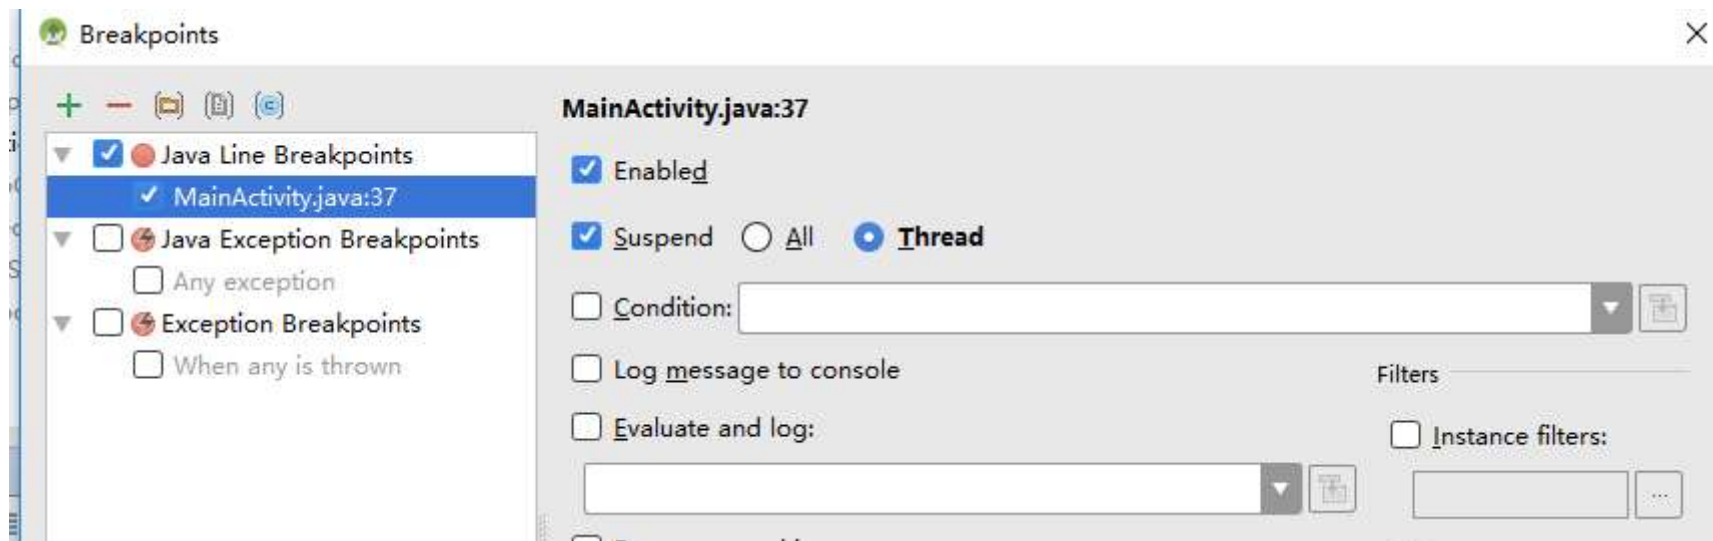 Breakpoints
MainActivity.java:37
Java Line Breakpoints
MainActivity.java:37
Java Exception Breakpoints
Any exception
Exception Breakpoints
When any is thrown
Enabled
Suspend All Thread
Condition:
Log message to console
Filters
Evaluate and log:
Instance filters:
...